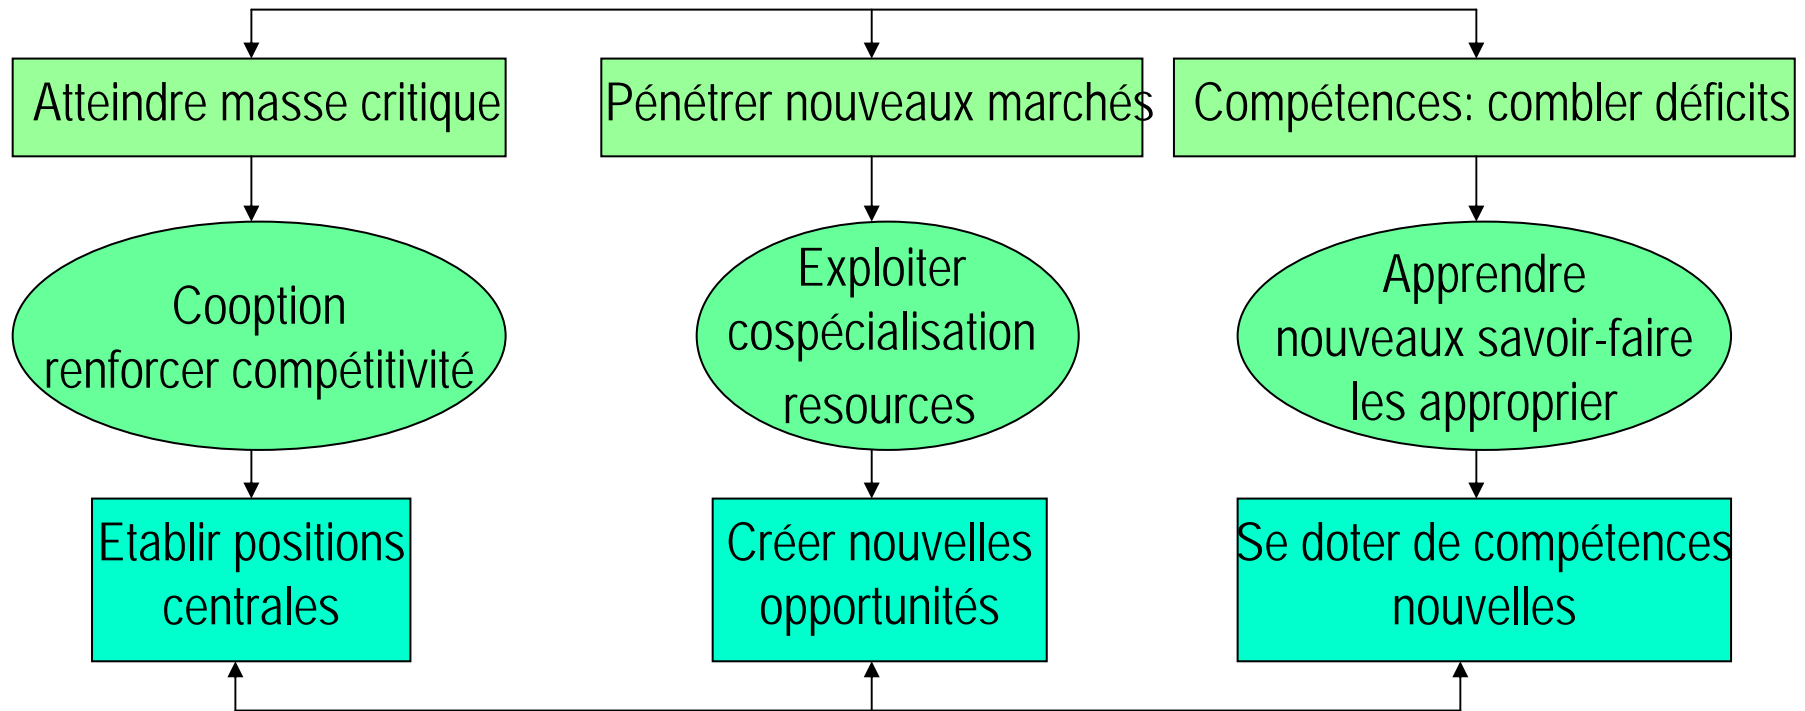 Atteindre masse critique
Pénétrer nouveaux marchés
Compétences: combler déficits
Cooption
renforcer compétitivité
Exploiter
cospécialisation
resources
Apprendre
nouveaux savoir-faire
les approprier
Etablir positions
centrales
Créer nouvelles
opportunités
Se doter de compétences
nouvelles